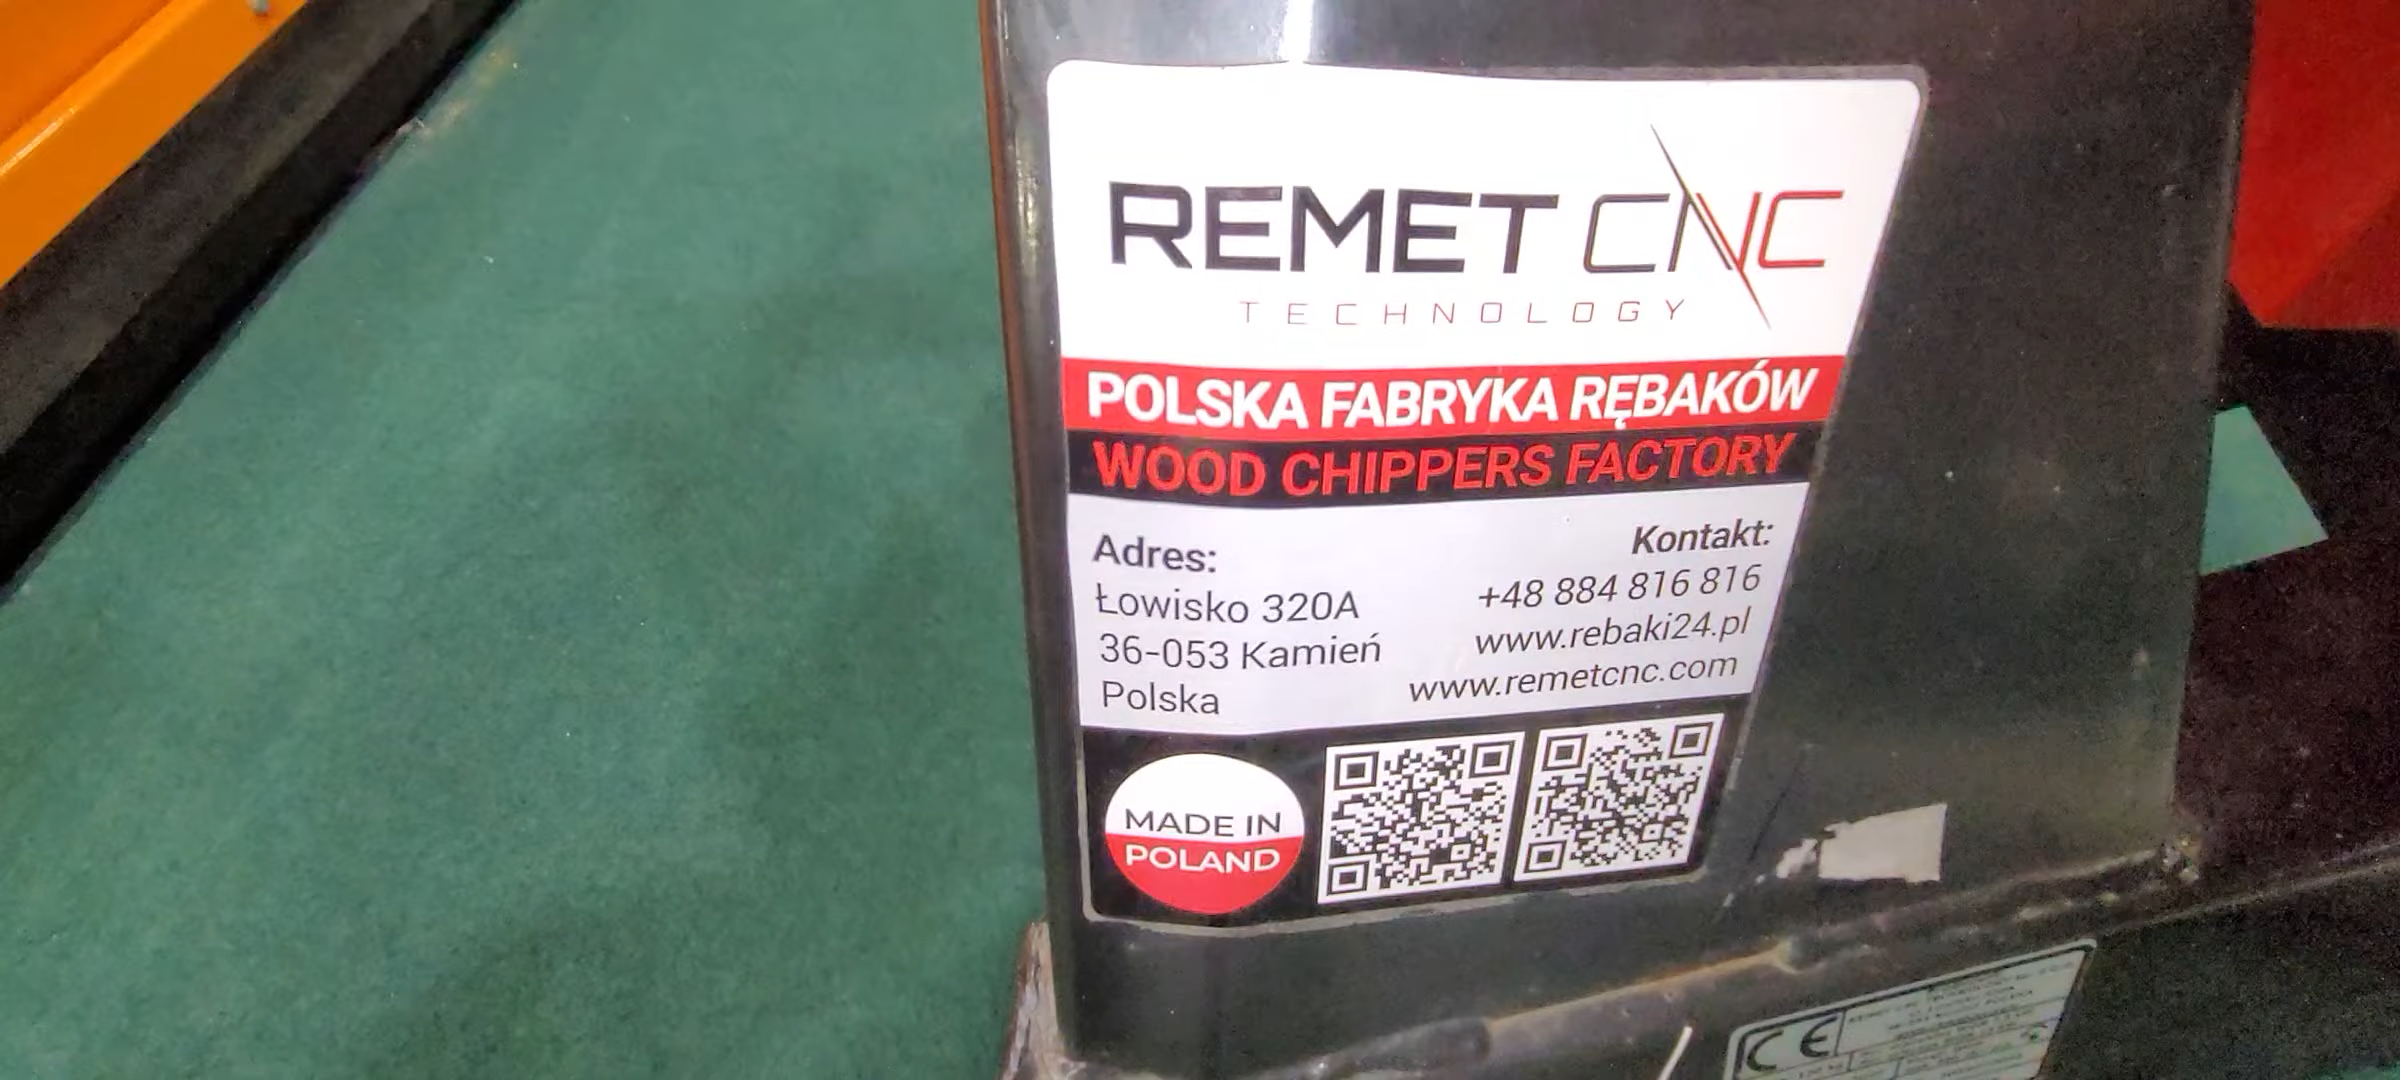 REMET CNC
TECHNOLOGY
POLSKA FABRYKA RĘBAKÓW
WOOD CHIPPERS FACTORY
Adres:
Łowisko 320A
36-053 Kamień
Polska
Kontakt:
+48 884 816 816
www.rebaki24.pl
www.remetcnc.com
MADE IN
POLAND
CE